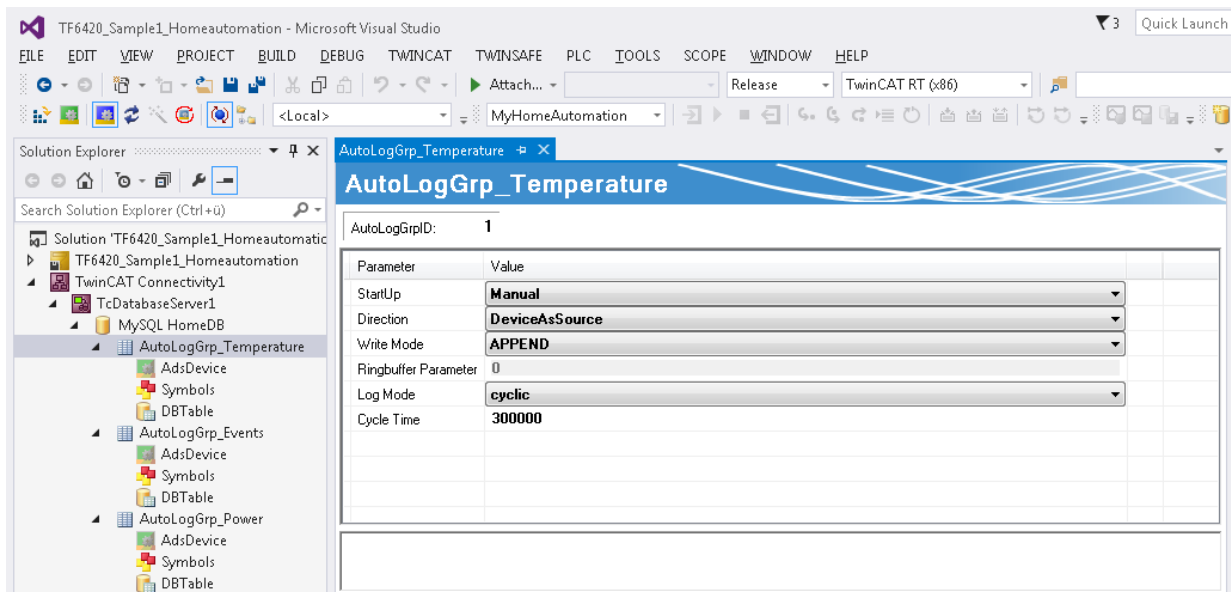 TF6420_Sample1_Homeautomation - Microsoft Visual Studio
3
Quick Launch
FILE EDIT VIEW PROJECT BUILD DEBUG TWINCAT TWINSAFE PLC TOOLS SCOPE WINDOW HELP
Attach... Release TwinCAT RT (x86)
<Local> MyHomeAutomation
Solution Explorer
AutoLogGrp_Temperature
AutoLogGrp_Temperature
Search Solution Explorer (Ctrl+ü)
AutoLogGrpID: 1
Solution 'TF6420_Sample1_Homeautomatic
TF6420_Sample1_Homeautomation
TwinCAT Connectivity1
TcDatabaseServer1
MySQL HomeDB
AutoLogGrp_Temperature
AdsDevice
Symbols
DBTable
AutoLogGrp_Events
AdsDevice
Symbols
DBTable
AutoLogGrp_Power
AdsDevice
Symbols
DBTable
Parameter Value
StartUp Manual
Direction DeviceAsSource
Write Mode APPEND
Ringbuffer Parameter 0
Log Mode cyclic
Cycle Time 300000